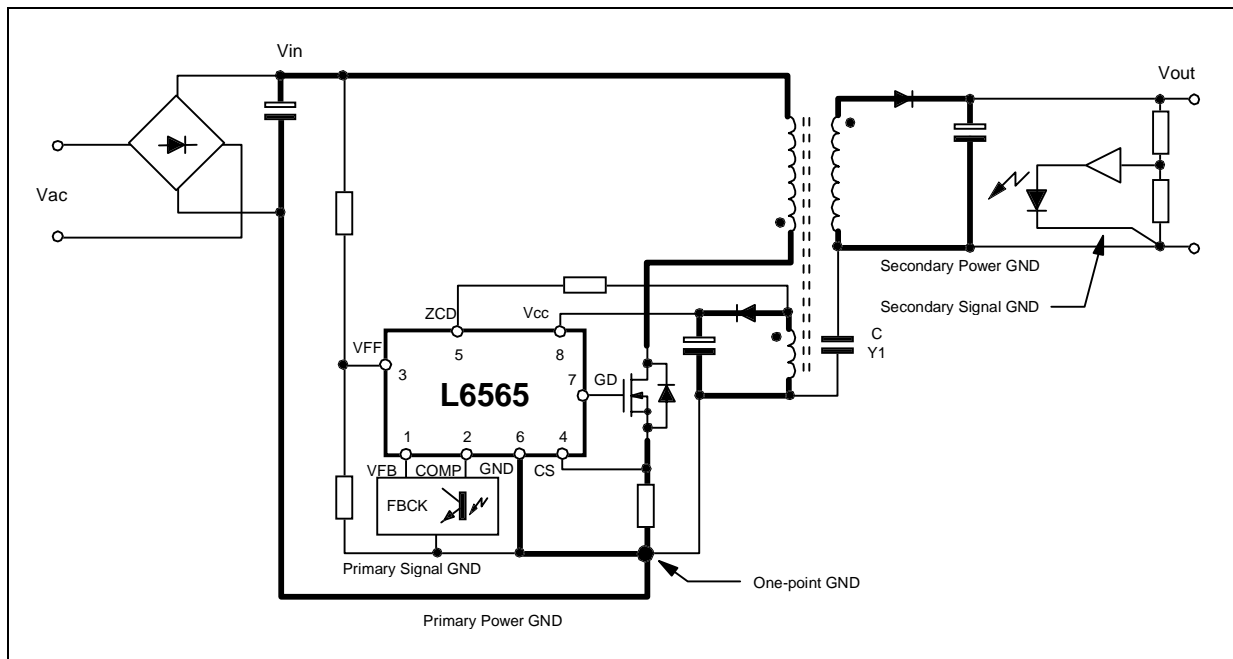 Vin
Vout
Vac
Secondary Power GND
Secondary Signal GND
ZCD
Vcc
C
Y1
VFF
5
8
3
7
GD
L6565
1
2
6
4
VFB
COMP
GND
CS
FBCK
Primary Signal GND
One-point GND
Primary Power GND